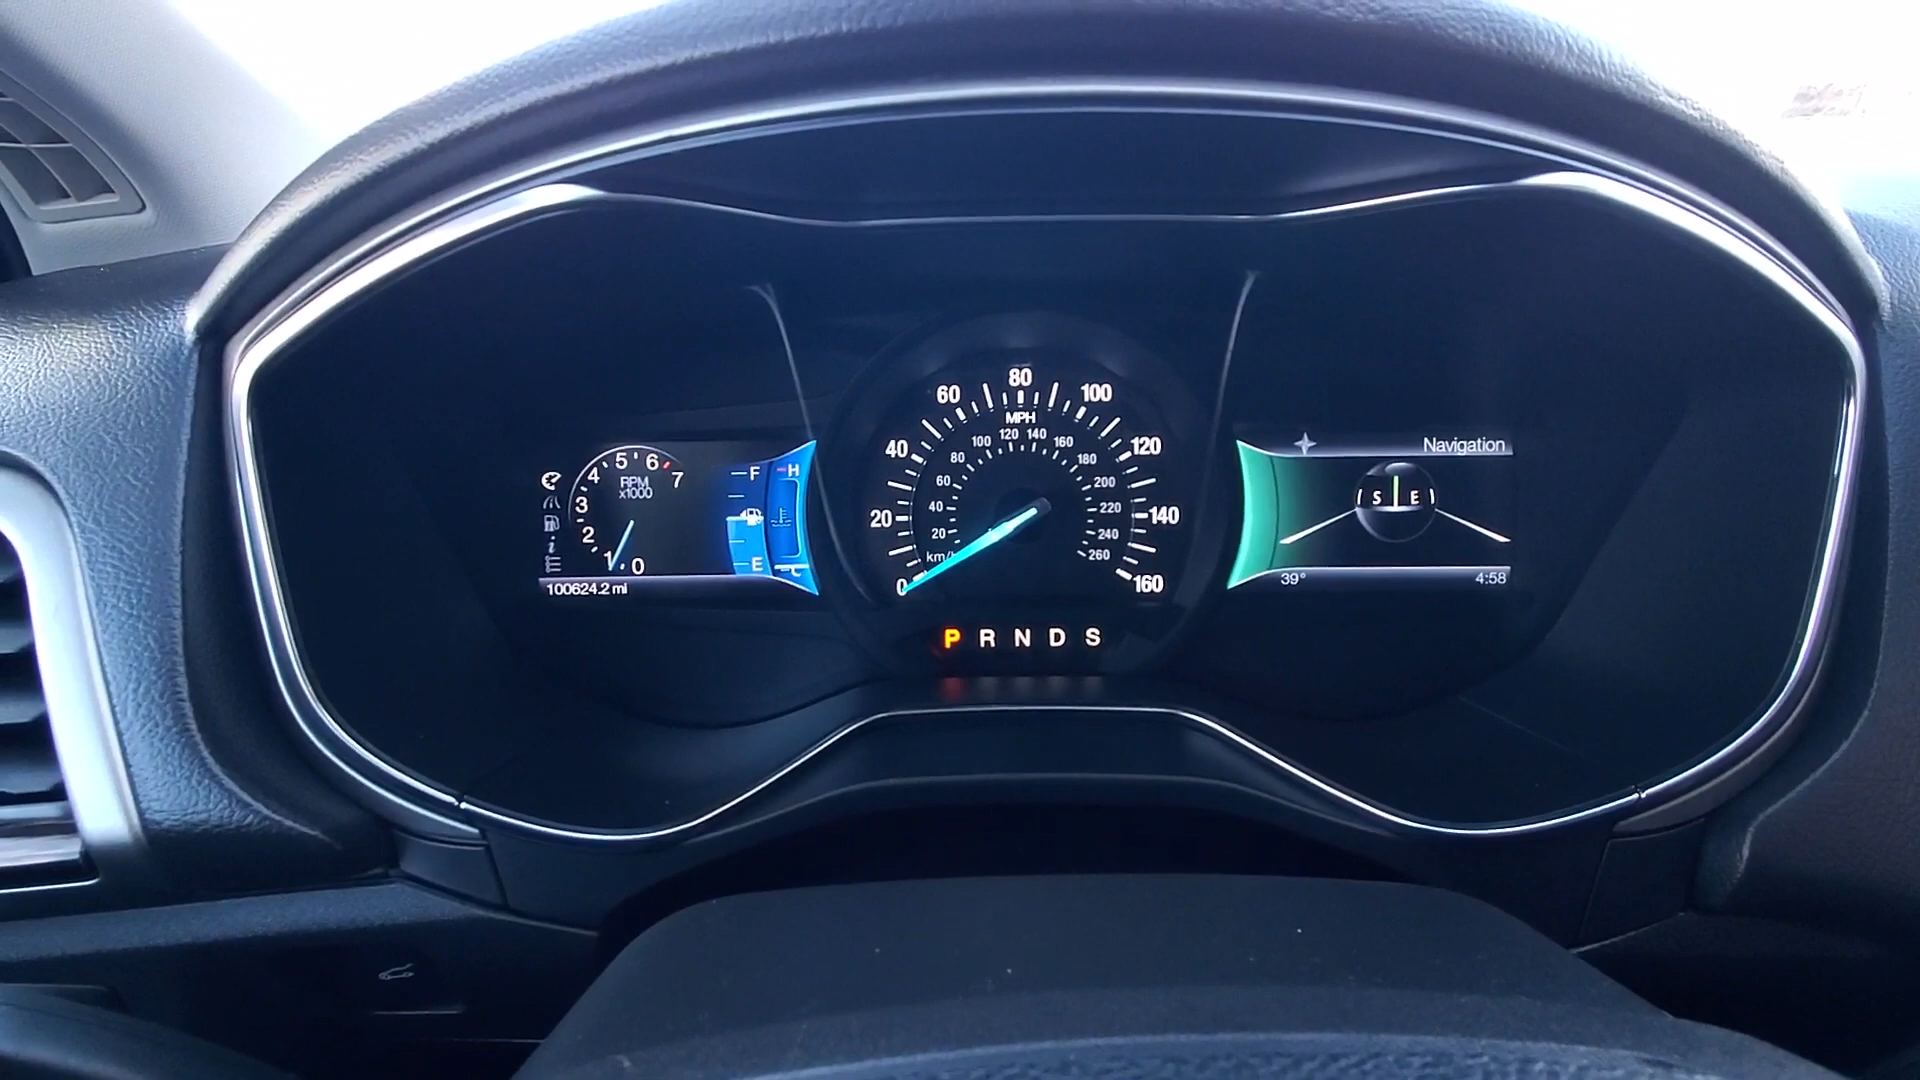 0 1 2 3 4 5 6 7
RPM
x1000
F
E
H
C
100624.2 mi
0 20 40 60 80 100 120 140 160
MPH
20 40 60 80 100 120 140 160 180 200 220 240 260
km/h
P R N D S
Navigation
S E
39° 4:58